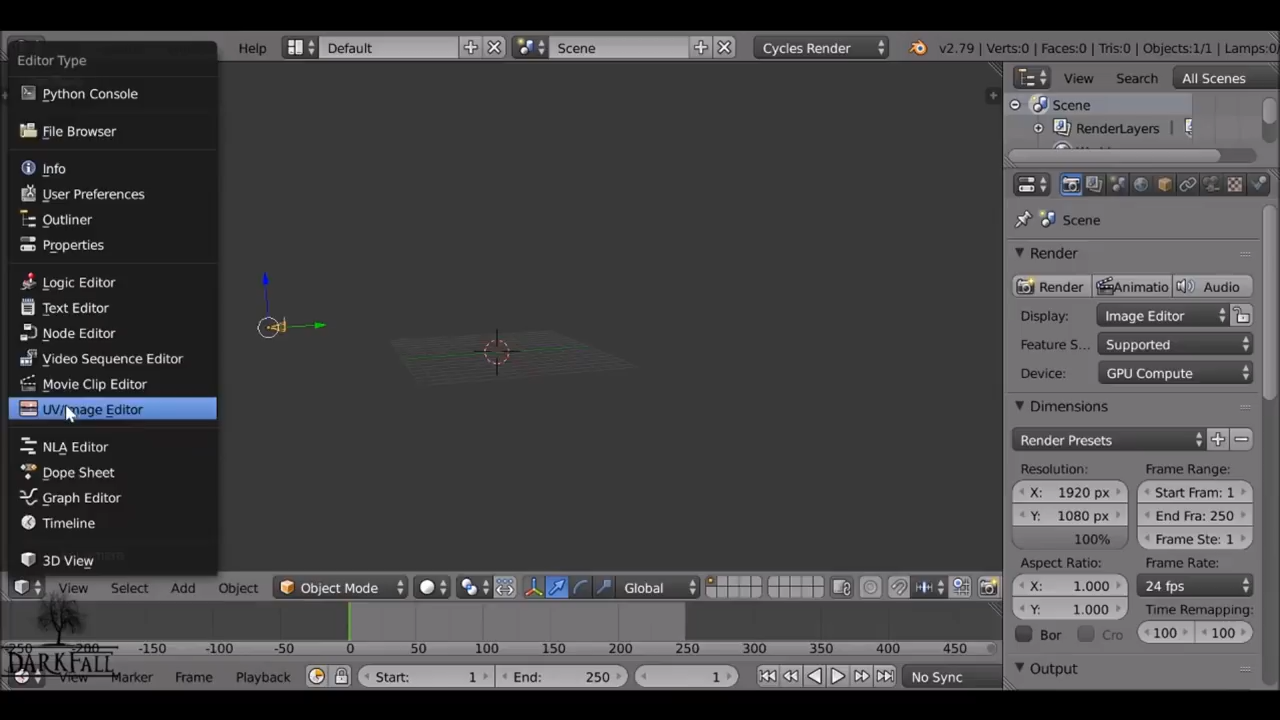 Editor Type
Python Console
File Browser
Info
User Preferences
Outliner
Properties
Logic Editor
Text Editor
Node Editor
Video Sequence Editor
Movie Clip Editor
UV/Image Editor
NLA Editor
Dope Sheet
Graph Editor
Timeline
3D View
Help
Default
Scene
Cycles Render
v2.79 | Verts:0 | Faces:0 | Tris:0 | Objects:1/1 | Lamps:0/
View Search All Scenes
Scene
RenderLayers
Scene
Render
Render Animatio Audio
Display: Image Editor
Feature S... Supported
Device: GPU Compute
Dimensions
Render Presets
Resolution: Frame Range:
X: 1920 px Start Fram: 1
Y: 1080 px End Fra: 250
100% Frame Ste: 1
Aspect Ratio: Frame Rate:
X: 1.000 24 fps
Y: 1.000 Time Remapping:
Bor Cro 100 100
Output
View Select Add Object Object Mode Global
-250 -200 -150 -100 -50 0 50 100 150 200 250 300 350 400 450
DARKFALL
View Marker Frame Playback Start: 1 End: 250 1 No Sync